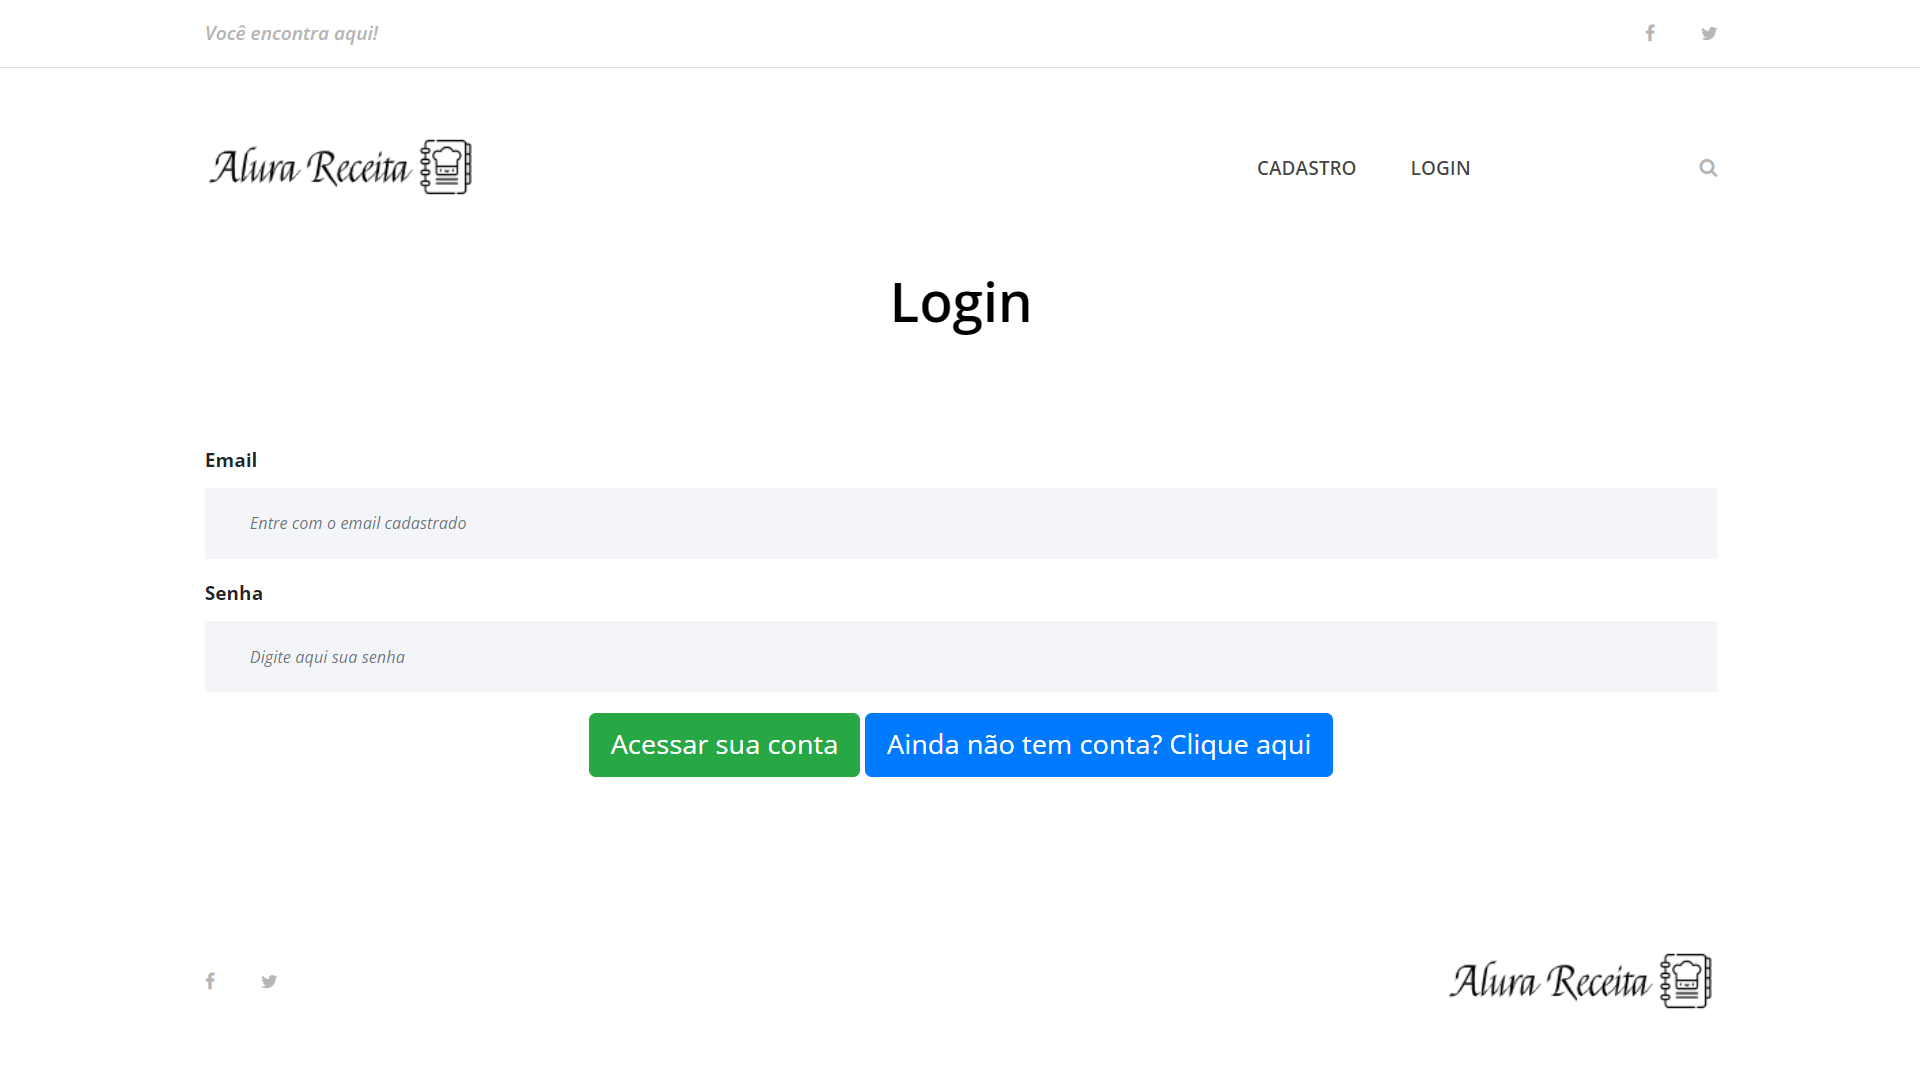 Você encontra aqui!
Alura Receita
CADASTRO
LOGIN
Login
Email
Entre com o email cadastrado
Senha
Digite aqui sua senha
Acessar sua conta
Ainda não tem conta? Clique aqui
Alura Receita